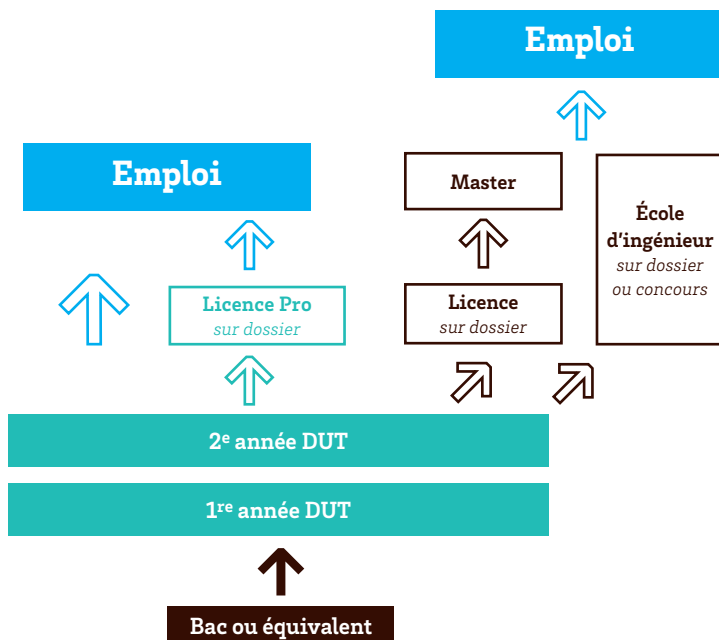 Emploi
Emploi
Master
École
d'ingénieur
sur dossier
ou concours
Licence Pro
sur dossier
Licence
sur dossier
2e année DUT
1re année DUT
Bac ou équivalent